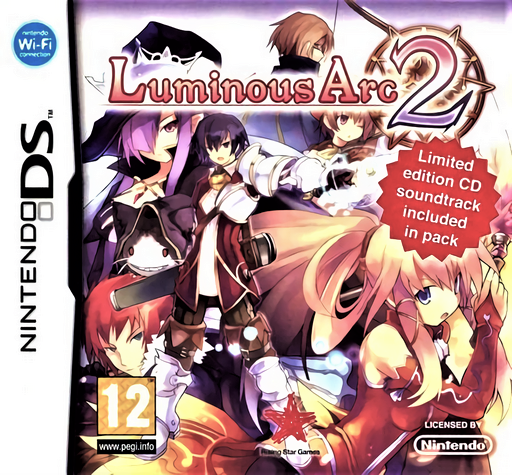 Nintendo
Wi-Fi
CONNECTION
NINTENDO DS™
Luminous Arc 2
Limited
edition CD
soundtrack
included
in pack
12
www.pegi.info
Rising Star Games
LICENSED BY
Nintendo